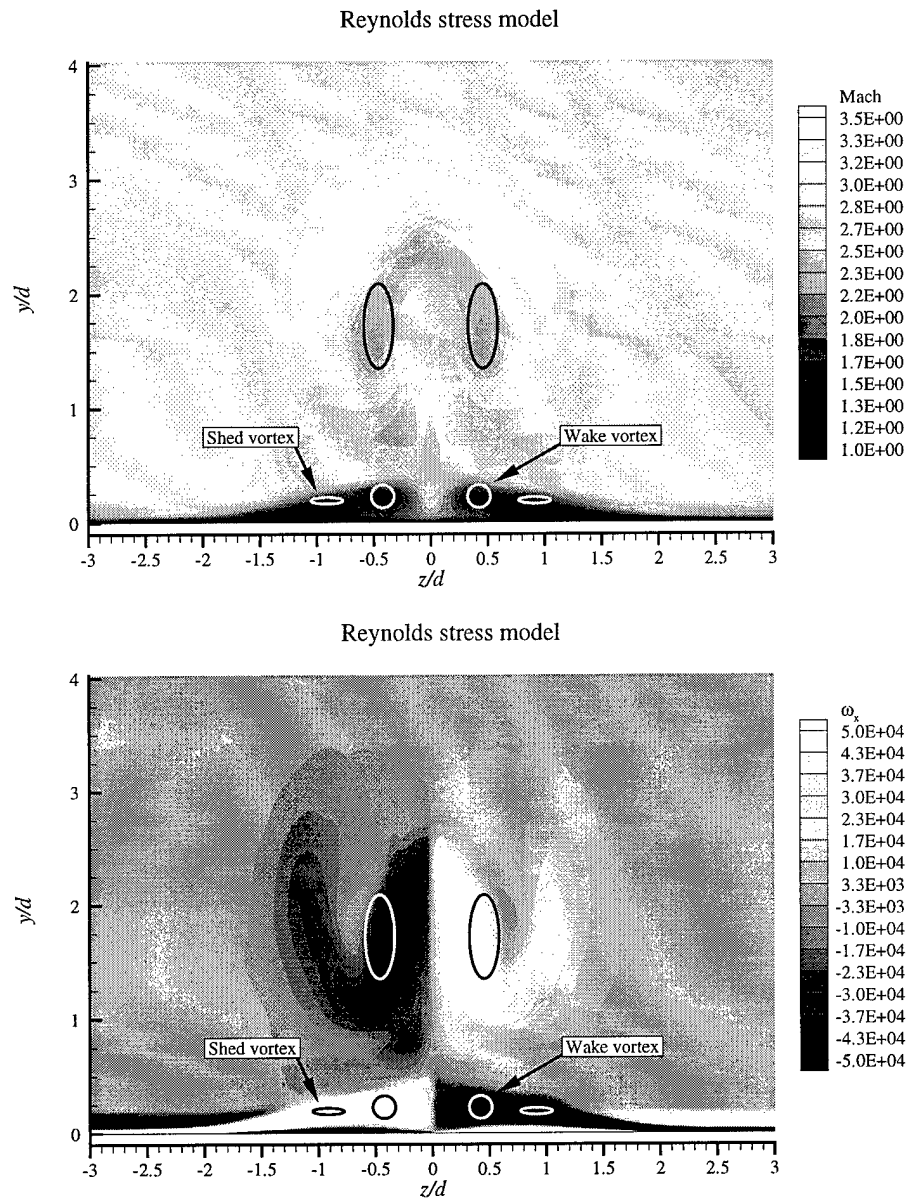 Reynolds stress model
4
3
2
1
0
y/d
Shed vortex
Wake vortex
-3 -2.5 -2 -1.5 -1 -0.5 0 0.5 1 1.5 2 2.5 3
z/d
Mach
3.5E+00
3.3E+00
3.2E+00
3.0E+00
2.8E+00
2.7E+00
2.5E+00
2.3E+00
2.2E+00
2.0E+00
1.8E+00
1.7E+00
1.5E+00
1.3E+00
1.2E+00
1.0E+00
Reynolds stress model
4
3
2
1
0
y/d
Shed vortex
Wake vortex
-3 -2.5 -2 -1.5 -1 -0.5 0 0.5 1 1.5 2 2.5 3
z/d
ωx
5.0E+04
4.3E+04
3.7E+04
3.0E+04
2.3E+04
1.7E+04
1.0E+04
3.3E+03
-3.3E+03
-1.0E+04
-1.7E+04
-2.3E+04
-3.0E+04
-3.7E+04
-4.3E+04
-5.0E+04